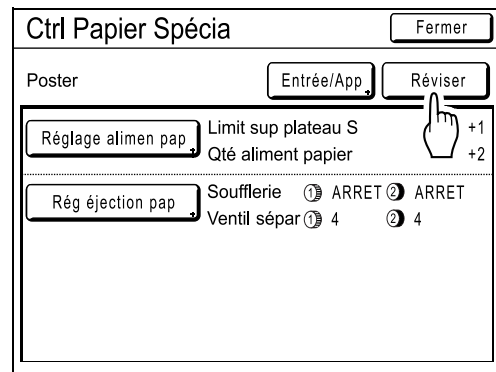 Ctrl Papier Spécia Fermer
Poster Entrée/App Réviser
Réglage alimen pap Limit sup plateau S +1
Qté aliment papier +2
Rég éjection pap Soufflerie ① ARRET ② ARRET
Ventil sépar ① 4 ② 4